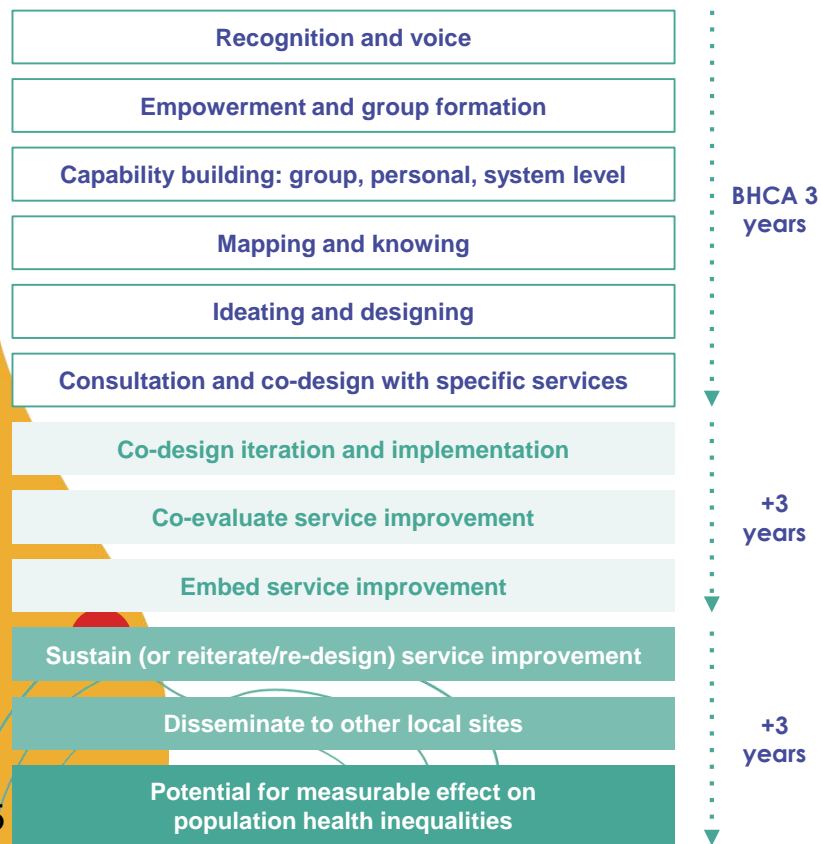 Recognition and voice
Empowerment and group formation
Capability building: group, personal, system level
Mapping and knowing
Ideating and designing
Consultation and co-design with specific services
BHCA 3
years
Co-design iteration and implementation
Co-evaluate service improvement
Embed service improvement
+3
years
Sustain (or reiterate/re-design) service improvement
Disseminate to other local sites
Potential for measurable effect on
population health inequalities
+3
years